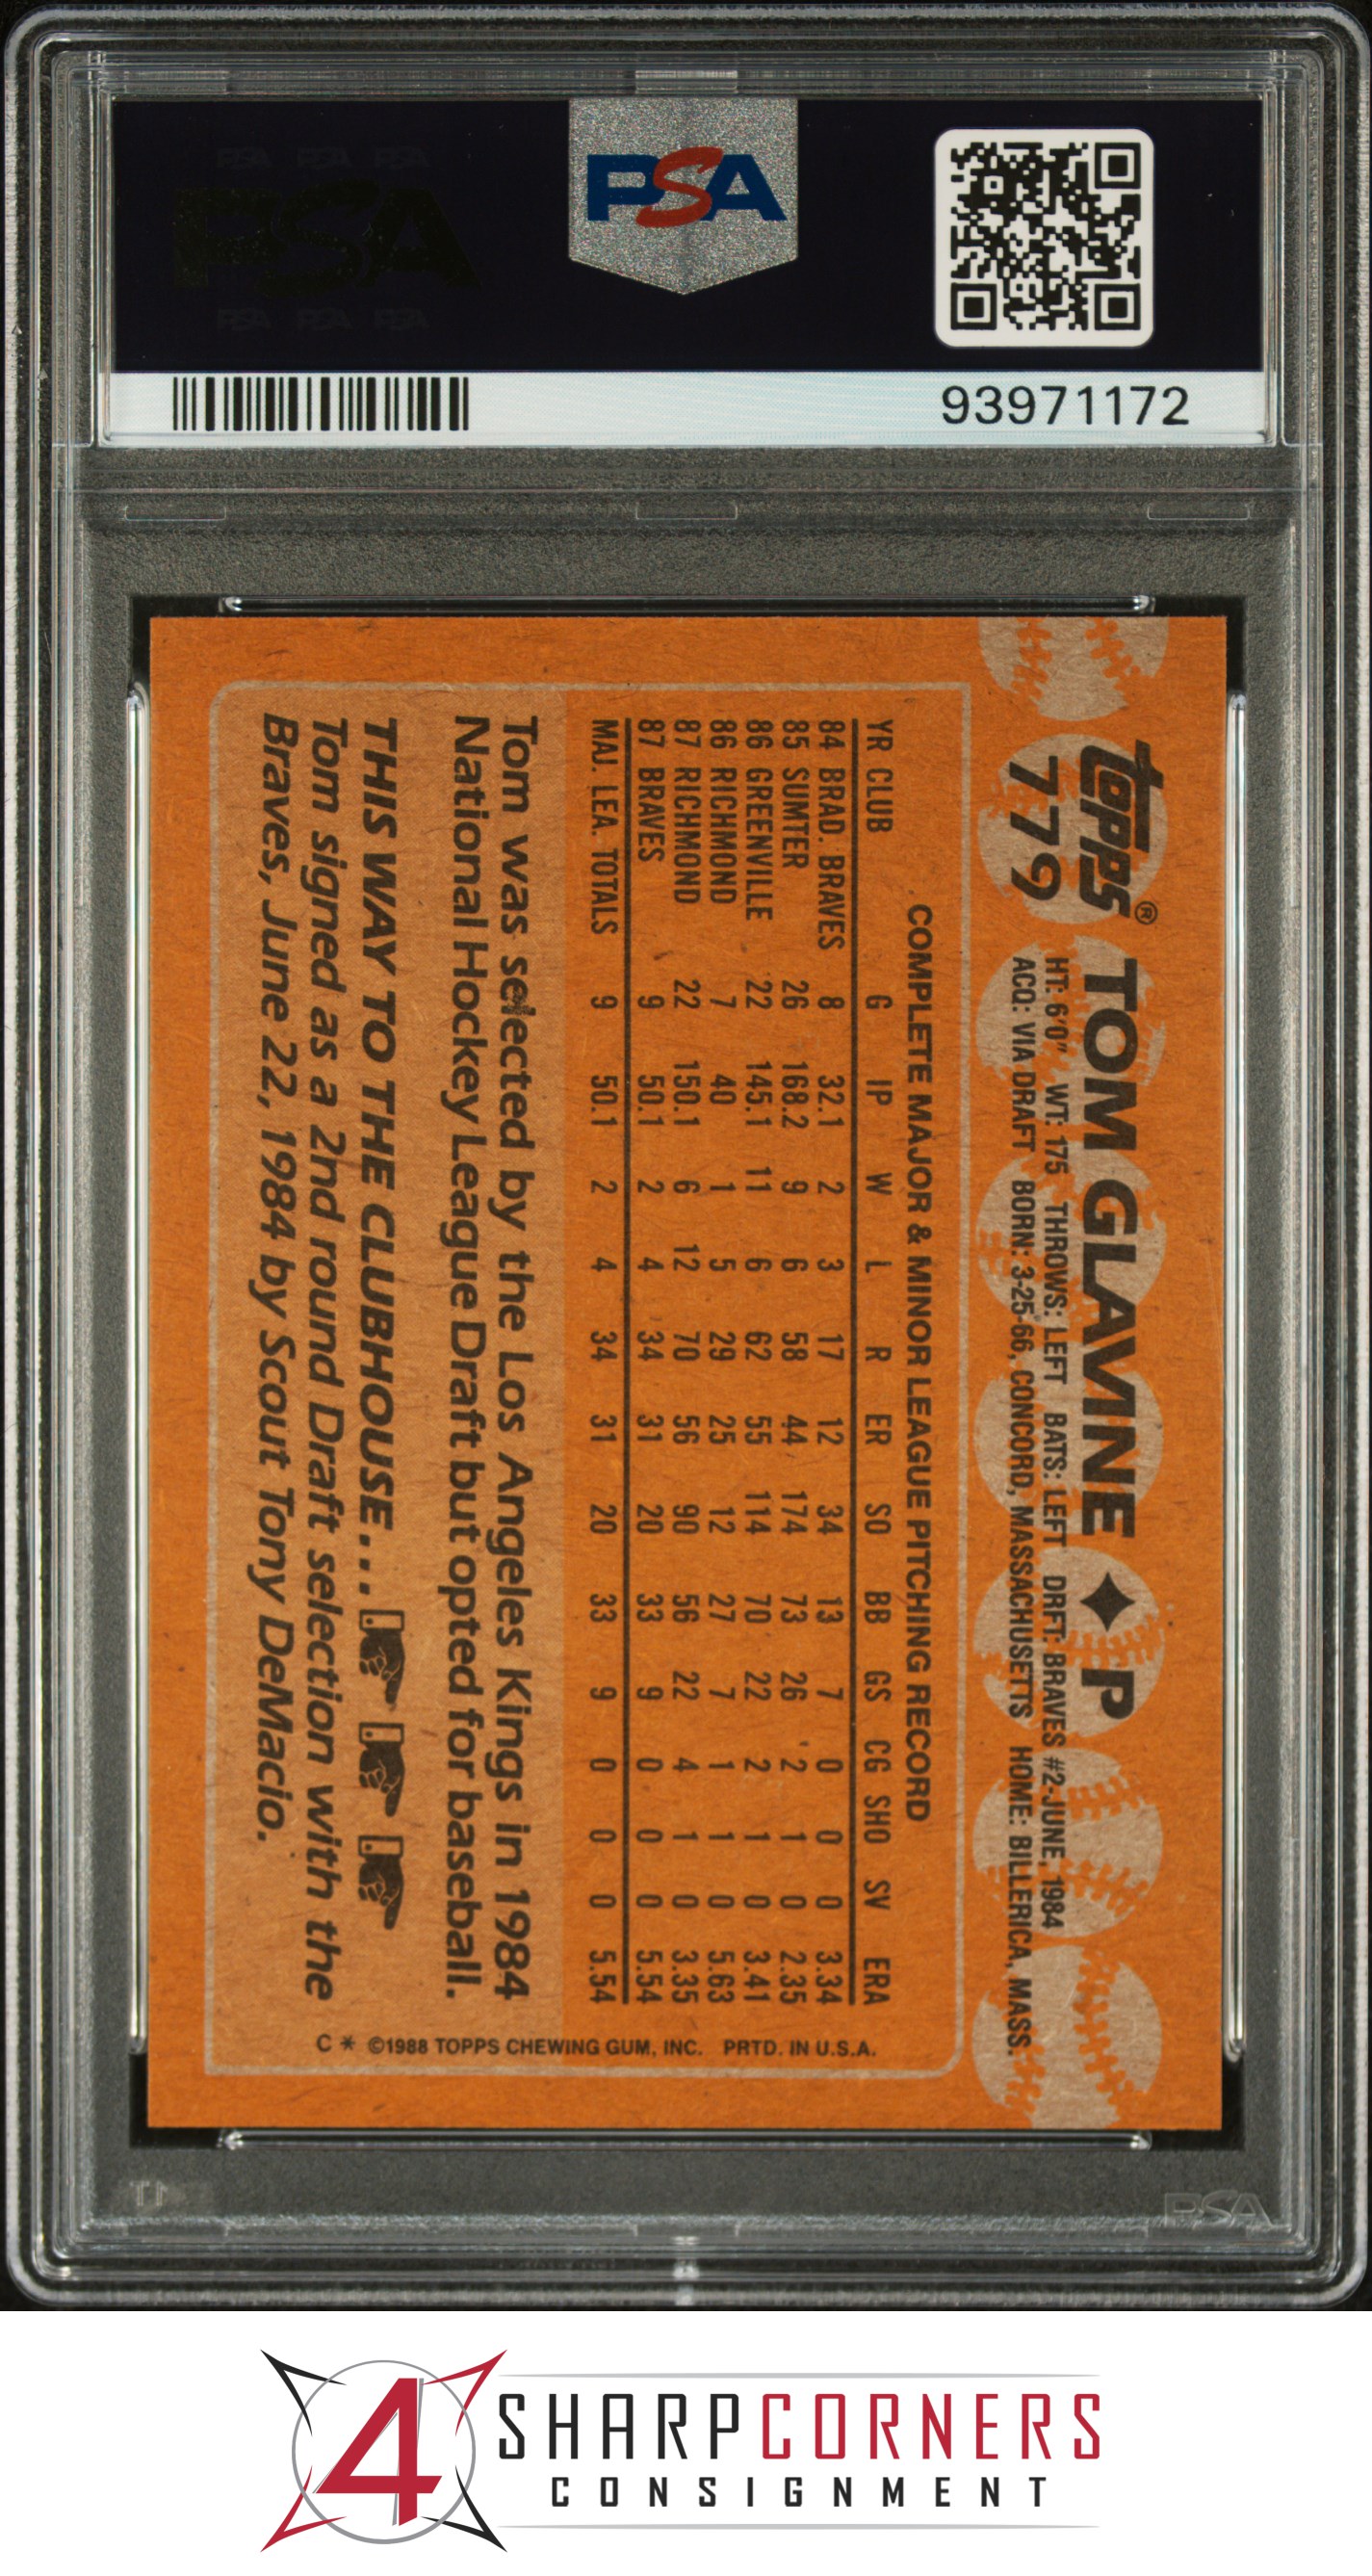 PSA
PSA PSA PSA
PSA
PSA PSA PSA
93971172
topps®
779
TOM GLAVINE ✦ P
HT: 6'0" WT: 175 THROWS: LEFT BATS: LEFT DRFT: BRAVES #2-JUNE, 1984
ACQ: VIA DRAFT BORN: 3-25-66, CONCORD, MASSACHUSETTS HOME: BILLERICA, MASS.
COMPLETE MAJOR & MINOR LEAGUE PITCHING RECORD
YR CLUB G IP W L R ER SO BB GS CG SHO SV ERA
84 BRAD. BRAVES 8 32.1 2 3 17 12 34 13 7 0 0 0 3.34
85 SUMTER 26 168.2 9 6 58 44 174 73 26 2 1 0 2.35
86 GREENVILLE 22 145.1 11 6 62 55 114 70 22 2 1 0 3.41
86 RICHMOND 7 40 1 5 29 25 12 27 7 1 1 0 5.63
87 RICHMOND 22 150.1 6 12 70 56 90 56 22 4 1 0 3.35
87 BRAVES 9 50.1 2 4 34 31 20 33 9 0 0 0 5.54
MAJ. LEA. TOTALS 9 50.1 2 4 34 31 20 33 9 0 0 0 5.54
Tom was selected by the Los Angeles Kings in 1984
National Hockey League Draft but opted for baseball.
THIS WAY TO THE CLUBHOUSE...
Tom signed as a 2nd round Draft selection with the
Braves, June 22, 1984 by Scout Tony DeMacio.
C * ©1988 TOPPS CHEWING GUM, INC. PRTD. IN U.S.A.
PSA
4 SHARPCORNERS
CONSIGNMENT